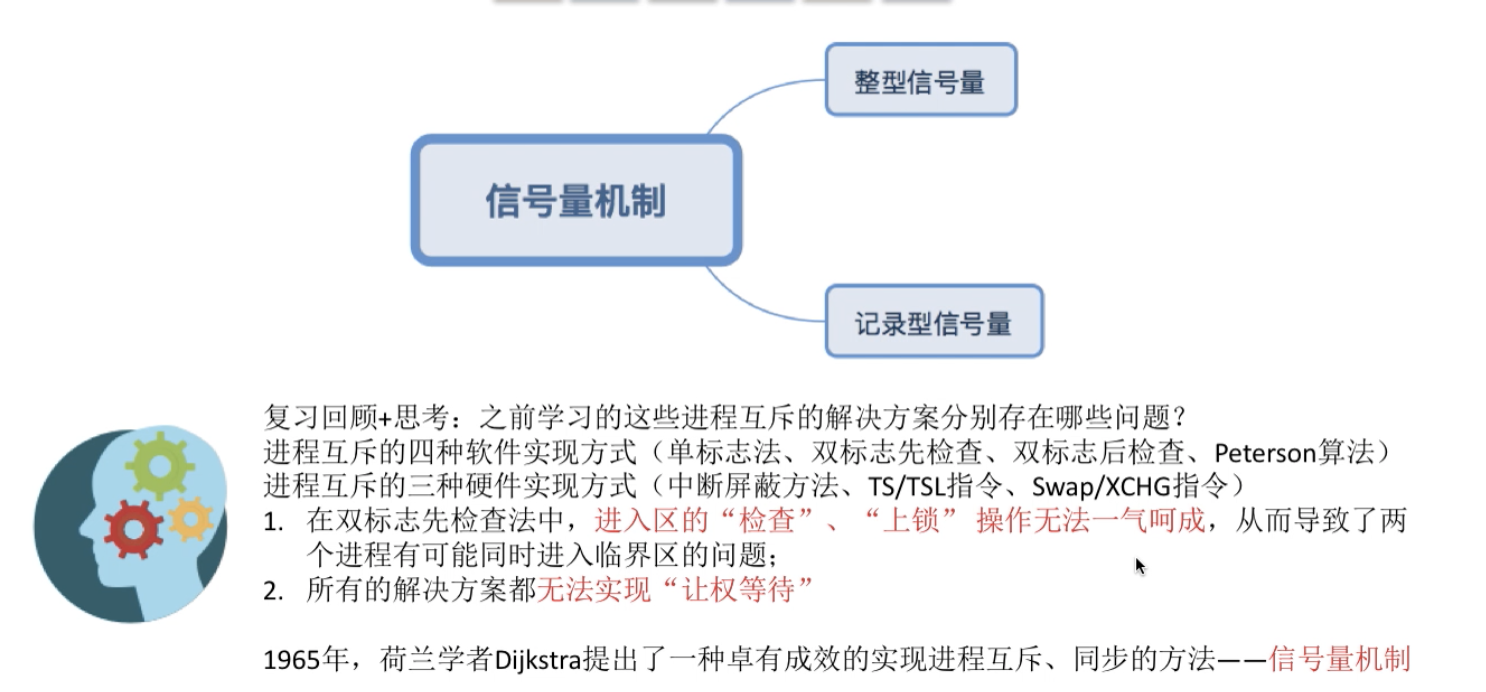 整型信号量
信号量机制
记录型信号量
复习回顾+思考：之前学习的这些进程互斥的解决方案分别存在哪些问题？
进程互斥的四种软件实现方式（单标志法、双标志先检查、双标志后检查、Peterson算法）
进程互斥的三种硬件实现方式（中断屏蔽方法、TS/TSL指令、Swap/XCHG指令）
1. 在双标志先检查法中，进入区的“检查”、“上锁” 操作无法一气呵成，从而导致了两
个进程有可能同时进入临界区的问题；
2. 所有的解决方案都无法实现“让权等待”
1965年，荷兰学者Dijkstra提出了一种卓有成效的实现进程互斥、同步的方法——信号量机制